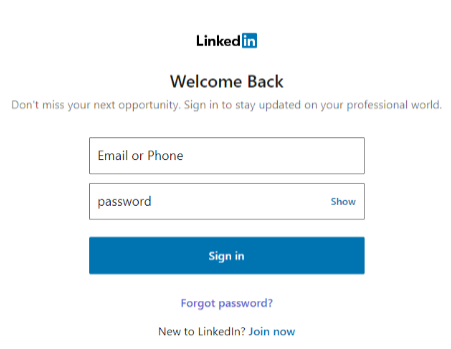 LinkedIn
Welcome Back
Don't miss your next opportunity. Sign in to stay updated on your professional world.
Email or Phone
password Show
Sign in
Forgot password?
New to LinkedIn? Join now